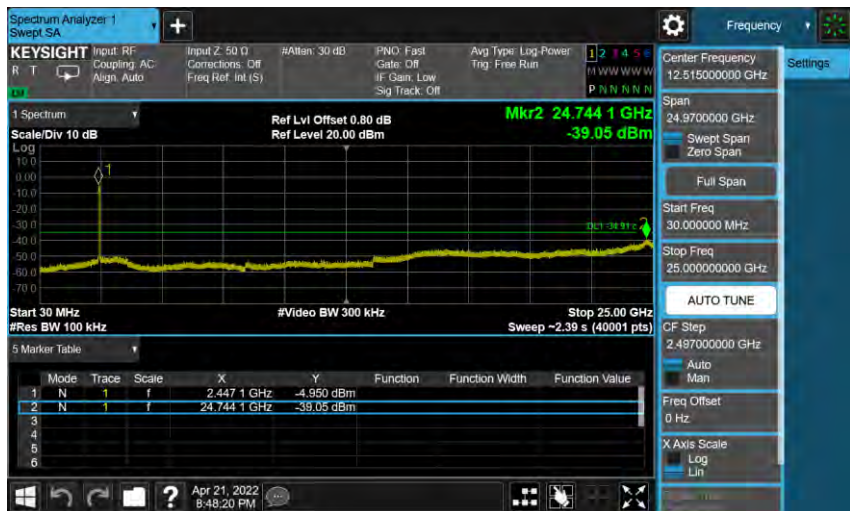 Spectrum Analyzer 1
Swept SA
+
Frequency
KEYSIGHT
R T
Input: RF
Coupling: AC
Align: Auto
Input Z: 50 Ω
Corrections: Off
Freq Ref: Int (S)
#Atten: 30 dB
PNO: Fast
Gate: Off
IF Gain: Low
Sig Track: Off
Avg Type: Log-Power
Trig: Free Run
1 2 3 4 5 6
M W W W W W
P N N N N N
1 Spectrum
Scale/Div 10 dB
Ref Lvl Offset 0.80 dB
Ref Level 20.00 dBm
Mkr2 24.744 1 GHz
-39.05 dBm
Log
10.0
0.00
-10.0
-20.0
-30.0
-40.0
-50.0
-60.0
-70.0
1
2
Start 30 MHz
#Res BW 100 kHz
#Video BW 300 kHz
Stop 25.00 GHz
Sweep ~2.39 s (40001 pts)
5 Marker Table
Mode Trace Scale X Y Function Function Width Function Value
1 N 1 f 2.447 1 GHz -4.950 dBm
2 N 1 f 24.744 1 GHz -39.05 dBm
3
4
5
6
Apr 21, 2022
8:48:20 PM
Center Frequency
12.515000000 GHz
Settings
Span
24.9700000 GHz
Swept Span
Zero Span
Full Span
Start Freq
30.000000 MHz
Stop Freq
25.000000000 GHz
AUTO TUNE
CF Step
2.497000000 GHz
Auto
Man
Freq Offset
0 Hz
X Axis Scale
Log
Lin